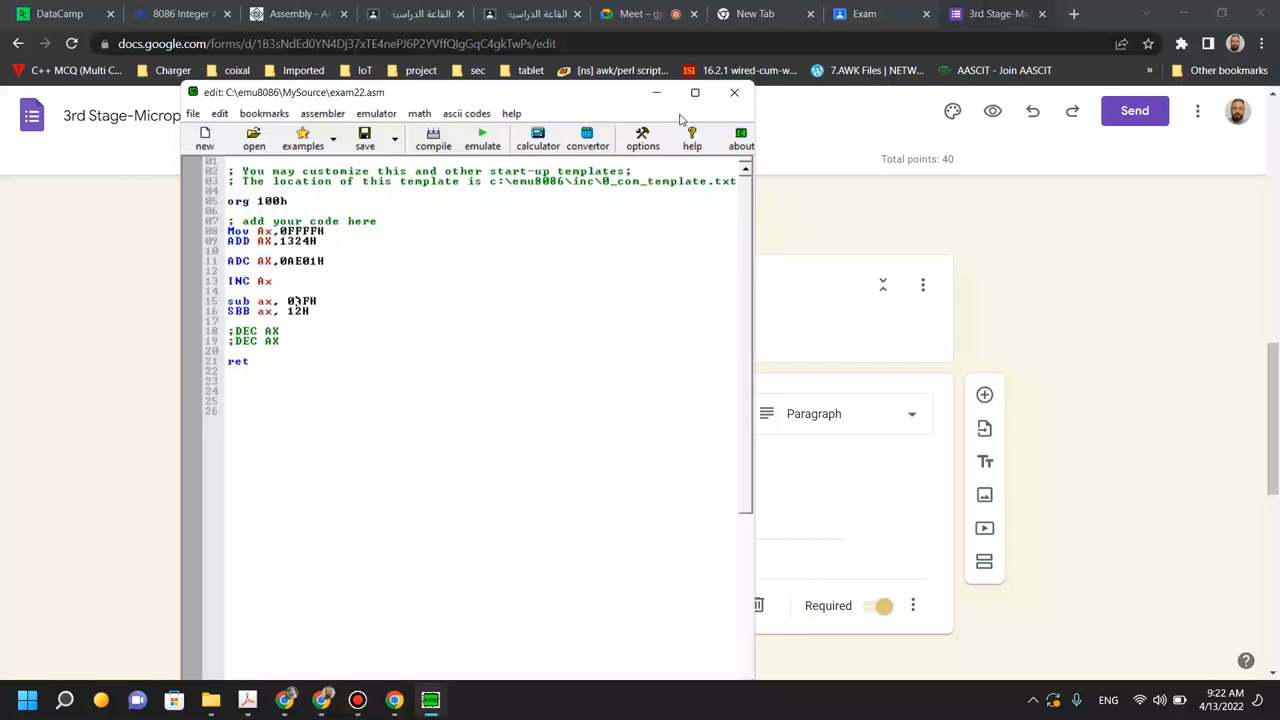 DataCamp
8086 Integer A
Assembly - A
القاعة الدراسية
القاعة الدراسية
Meet – g
New Tab
Exam
3rd Stage-Mi
docs.google.com/forms/d/1B3sNdEd0YN4Dj37xTE4nePJ6P2YVffQIgGqC4gkTwPs/edit
C++ MCQ (Multi C...
Charger
coixal
Imported
IoT
project
sec
tablet
[ns] awk/perl script...
ISI
16.2.1 wired-cum-w...
7.AWK Files | NETW...
AASCIT - Join AASCIT
Other bookmarks
3rd Stage-Microp
Send
Total points: 40
edit: C:\emu8086\MySource\exam22.asm
file edit bookmarks assembler emulator math ascii codes help
new open examples save compile emulate calculator convertor options help about
01
02 ; You may customize this and other start-up templates;
03 ; The location of this template is c:\emu8086\inc\0_com_template.txt
04
05 org 100h
06
07 ; add your code here
08 Mov Ax,0FFFFH
09 ADD AX,1324H
10
11 ADC AX,0AE01H
12
13 INC Ax
14
15 sub ax,
16 SBB ax, 12H
17
18 ;DEC AX
19 ;DEC AX
20
21 ret
22
23
24
25
26
Paragraph
Required
ENG
9:22 AM
4/13/2022